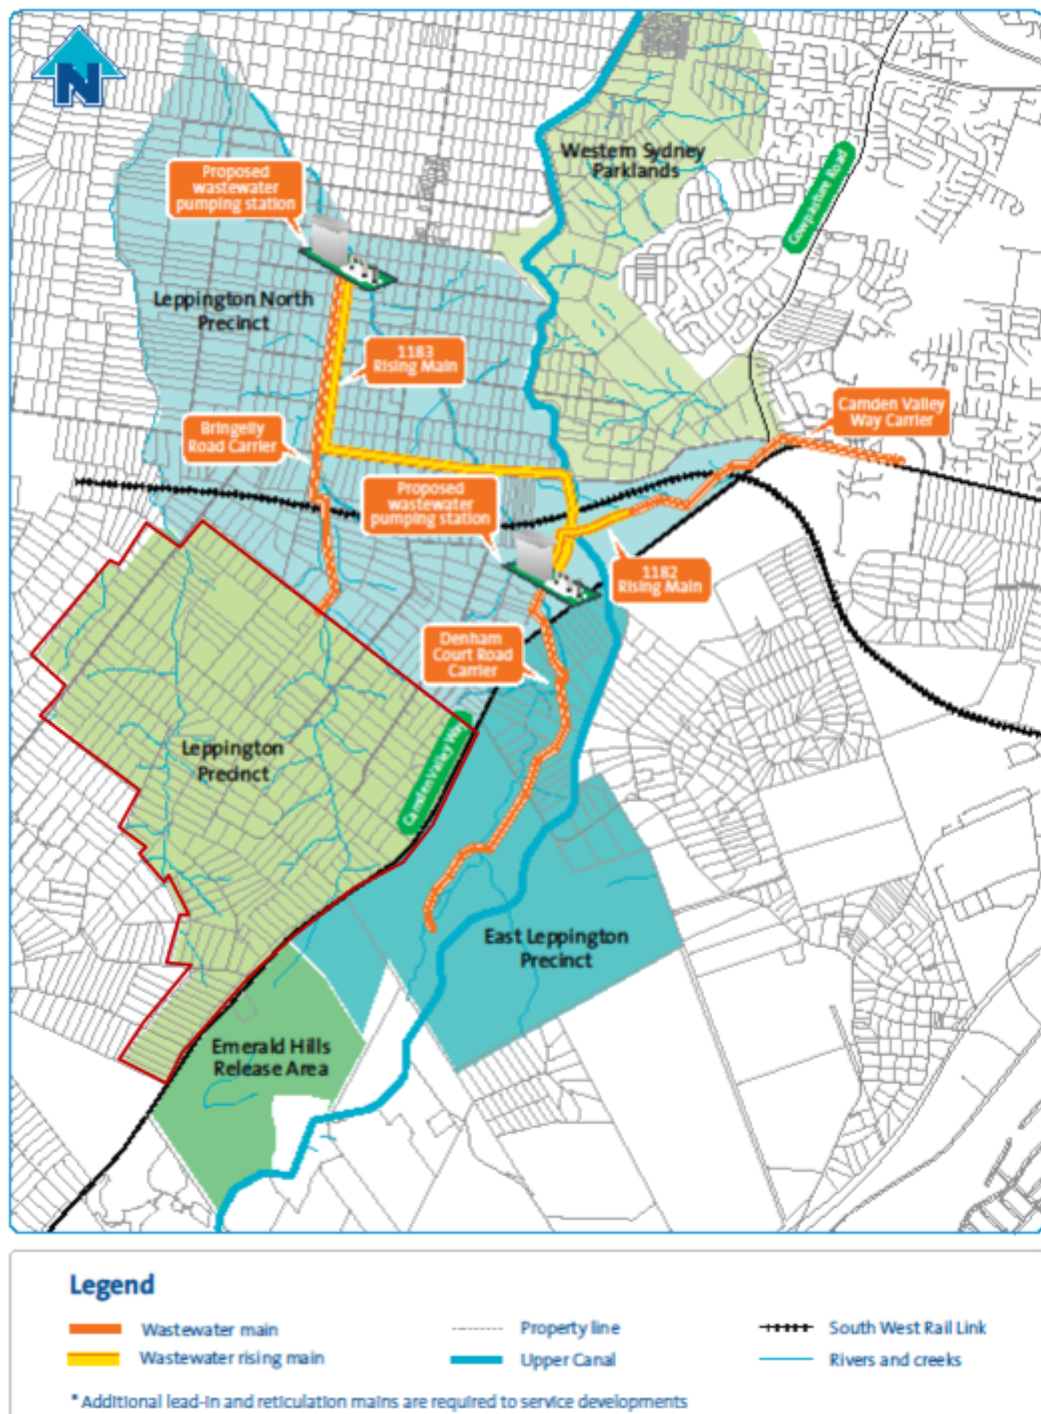 N
Western Sydney
Parklands
Cowpasture Road
Proposed
wastewater
pumping station
Leppington North
Precinct
1183
Rising Main
Camden Valley
Way Carrier
Bringelly
Road Carrier
Proposed
wastewater
pumping station
1182
Rising Main
Denham
Court Road
Carrier
Leppington
Precinct
Camden Valley Way
East Leppington
Precinct
Emerald Hills
Release Area
Legend
Wastewater main
Property line
South West Rail Link
Wastewater rising main
Upper Canal
Rivers and creeks
* Additional lead-in and reticulation mains are required to service developments